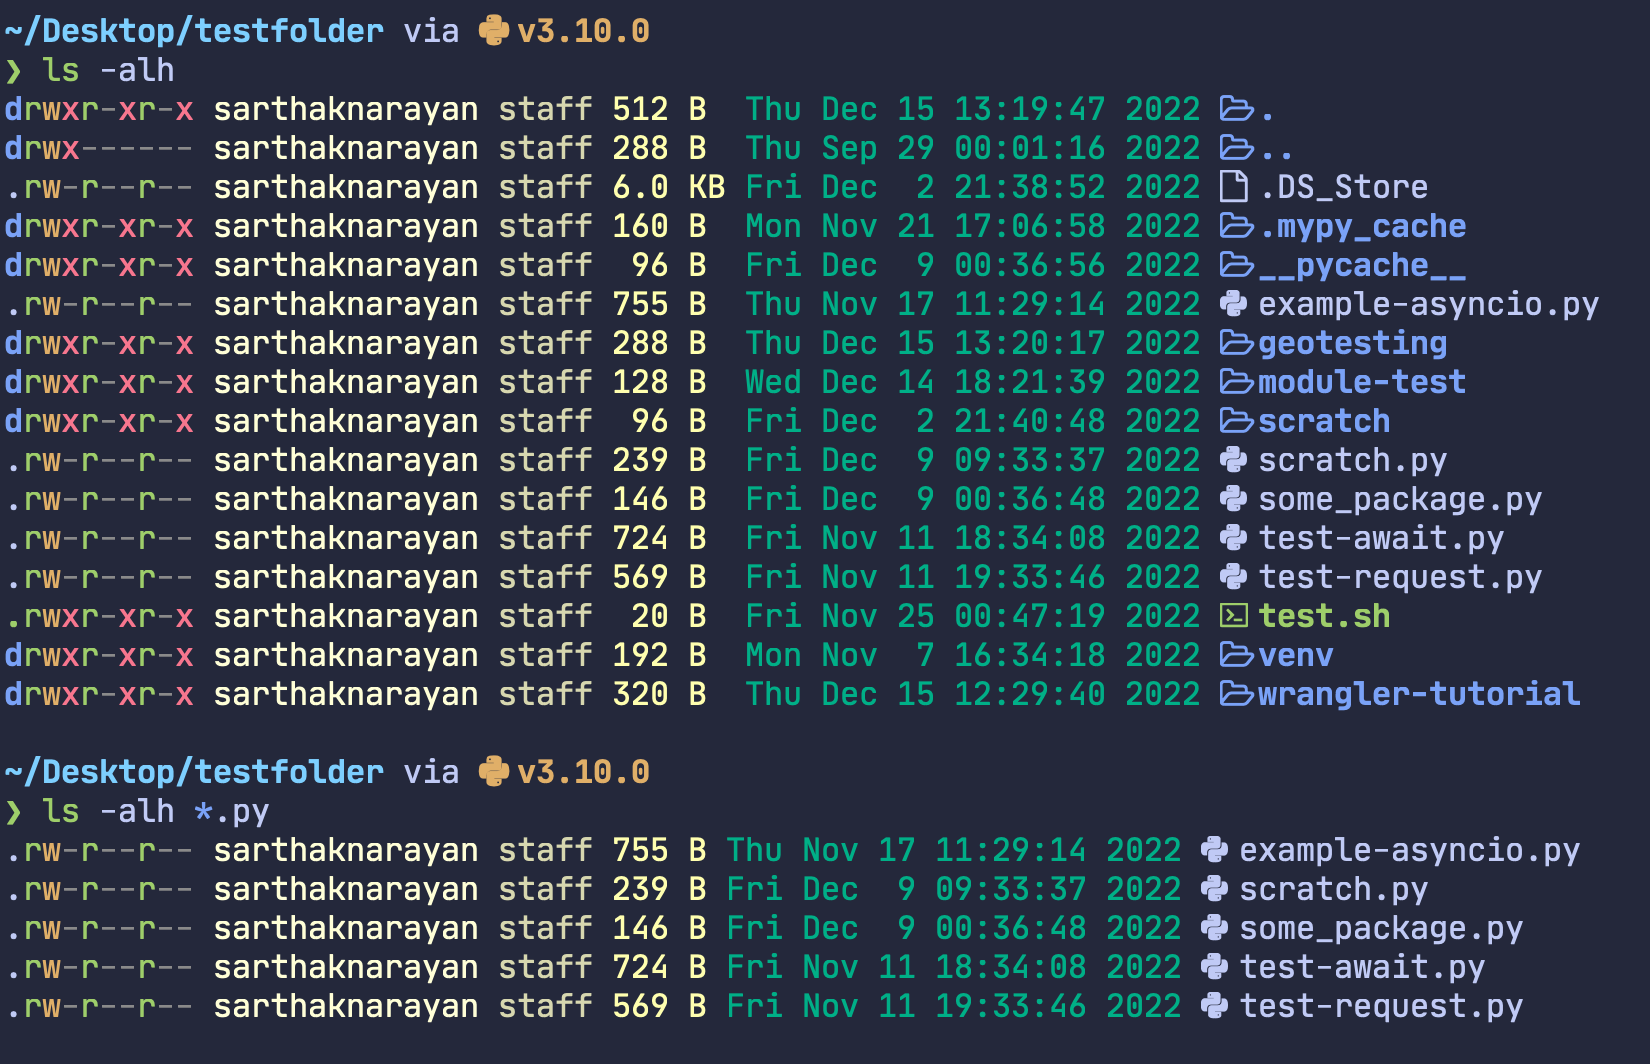 ~/Desktop/testfolder via v3.10.0
❯ ls -alh
drwxr-xr-x sarthaknarayan staff 512 B Thu Dec 15 13:19:47 2022 .
drwx------ sarthaknarayan staff 288 B Thu Sep 29 00:01:16 2022 ..
.rw-r--r-- sarthaknarayan staff 6.0 KB Fri Dec 2 21:38:52 2022 .DS_Store
drwxr-xr-x sarthaknarayan staff 160 B Mon Nov 21 17:06:58 2022 .mypy_cache
drwxr-xr-x sarthaknarayan staff 96 B Fri Dec 9 00:36:56 2022 __pycache__
.rw-r--r-- sarthaknarayan staff 755 B Thu Nov 17 11:29:14 2022 example-asyncio.py
drwxr-xr-x sarthaknarayan staff 288 B Thu Dec 15 13:20:17 2022 geotesting
drwxr-xr-x sarthaknarayan staff 128 B Wed Dec 14 18:21:39 2022 module-test
drwxr-xr-x sarthaknarayan staff 96 B Fri Dec 2 21:40:48 2022 scratch
.rw-r--r-- sarthaknarayan staff 239 B Fri Dec 9 09:33:37 2022 scratch.py
.rw-r--r-- sarthaknarayan staff 146 B Fri Dec 9 00:36:48 2022 some_package.py
.rw-r--r-- sarthaknarayan staff 724 B Fri Nov 11 18:34:08 2022 test-await.py
.rw-r--r-- sarthaknarayan staff 569 B Fri Nov 11 19:33:46 2022 test-request.py
.rwxr-xr-x sarthaknarayan staff 20 B Fri Nov 25 00:47:19 2022 test.sh
drwxr-xr-x sarthaknarayan staff 192 B Mon Nov 7 16:34:18 2022 venv
drwxr-xr-x sarthaknarayan staff 320 B Thu Dec 15 12:29:40 2022 wrangler-tutorial
~/Desktop/testfolder via v3.10.0
❯ ls -alh *.py
.rw-r--r-- sarthaknarayan staff 755 B Thu Nov 17 11:29:14 2022 example-asyncio.py
.rw-r--r-- sarthaknarayan staff 239 B Fri Dec 9 09:33:37 2022 scratch.py
.rw-r--r-- sarthaknarayan staff 146 B Fri Dec 9 00:36:48 2022 some_package.py
.rw-r--r-- sarthaknarayan staff 724 B Fri Nov 11 18:34:08 2022 test-await.py
.rw-r--r-- sarthaknarayan staff 569 B Fri Nov 11 19:33:46 2022 test-request.py